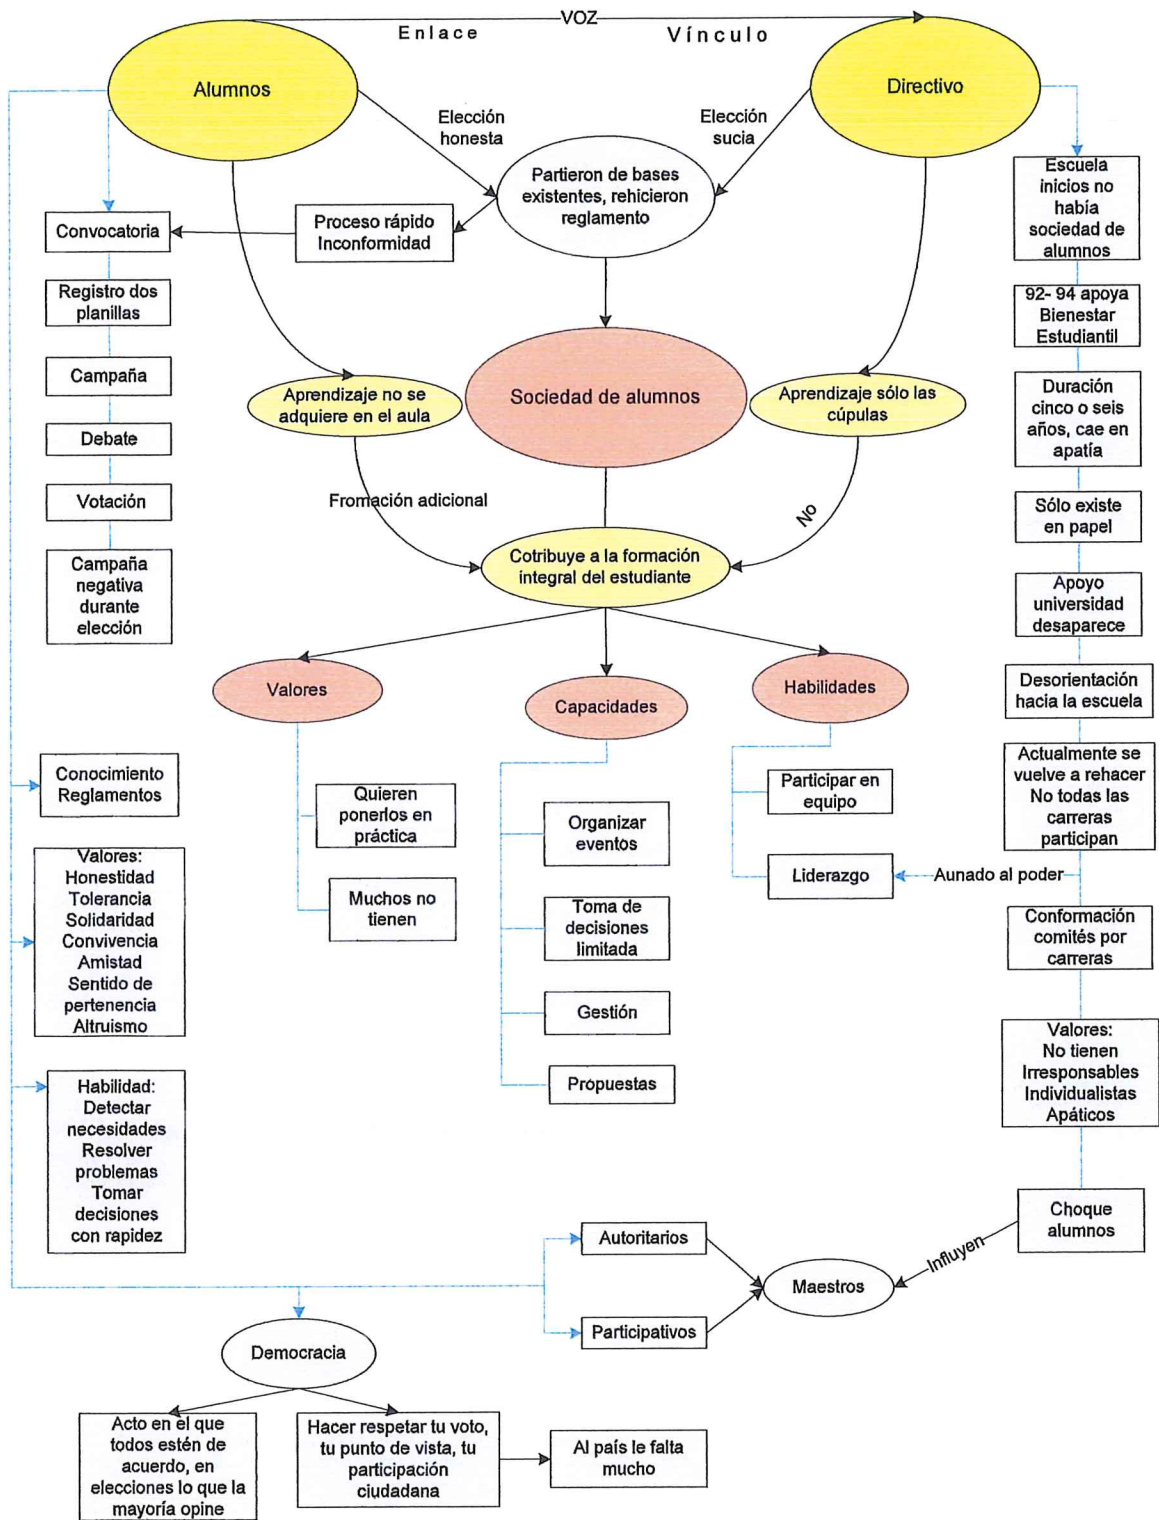 VOZ
Enlace
Vínculo
Alumnos
Directivo
Elección
honesta
Elección
sucia
Partieron de bases
existentes, rehicieron
reglamento
Proceso rápido
Inconformidad
Convocatoria
Registro dos
planillas
Campaña
Debate
Votación
Campaña
negativa
durante
elección
Escuela
inicios no
había
sociedad de
alumnos
92- 94 apoya
Bienestar
Estudiantil
Duración
cinco o seis
años, cae en
apatía
Sólo existe
en papel
Apoyo
universidad
desaparece
Desorientación
hacia la escuela
Actualmente se
vuelve a rehacer
No todas las
carreras
participan
Sociedad de alumnos
Aprendizaje no se
adquiere en el aula
Aprendizaje sólo las
cúpulas
Fromación adicional
No
Cotribuye a la formación
integral del estudiante
Valores
Capacidades
Habilidades
Quieren
ponerlos en
práctica
Muchos no
tienen
Organizar
eventos
Toma de
decisiones
limitada
Gestión
Propuestas
Participar en
equipo
Liderazgo
Aunado al poder
Conformación
comités por
carreras
Valores:
No tienen
Irresponsables
Individualistas
Apáticos
Choque
alumnos
Influyen
Conocimiento
Reglamentos
Valores:
Honestidad
Tolerancia
Solidaridad
Convivencia
Amistad
Sentido de
pertenencia
Altruismo
Habilidad:
Detectar
necesidades
Resolver
problemas
Tomar
decisiones
con rapidez
Autoritarios
Participativos
Maestros
Democracia
Acto en el que
todos estén de
acuerdo, en
elecciones lo que la
mayoría opine
Hacer respetar tu voto,
tu punto de vista, tu
participación
ciudadana
Al país le falta
mucho